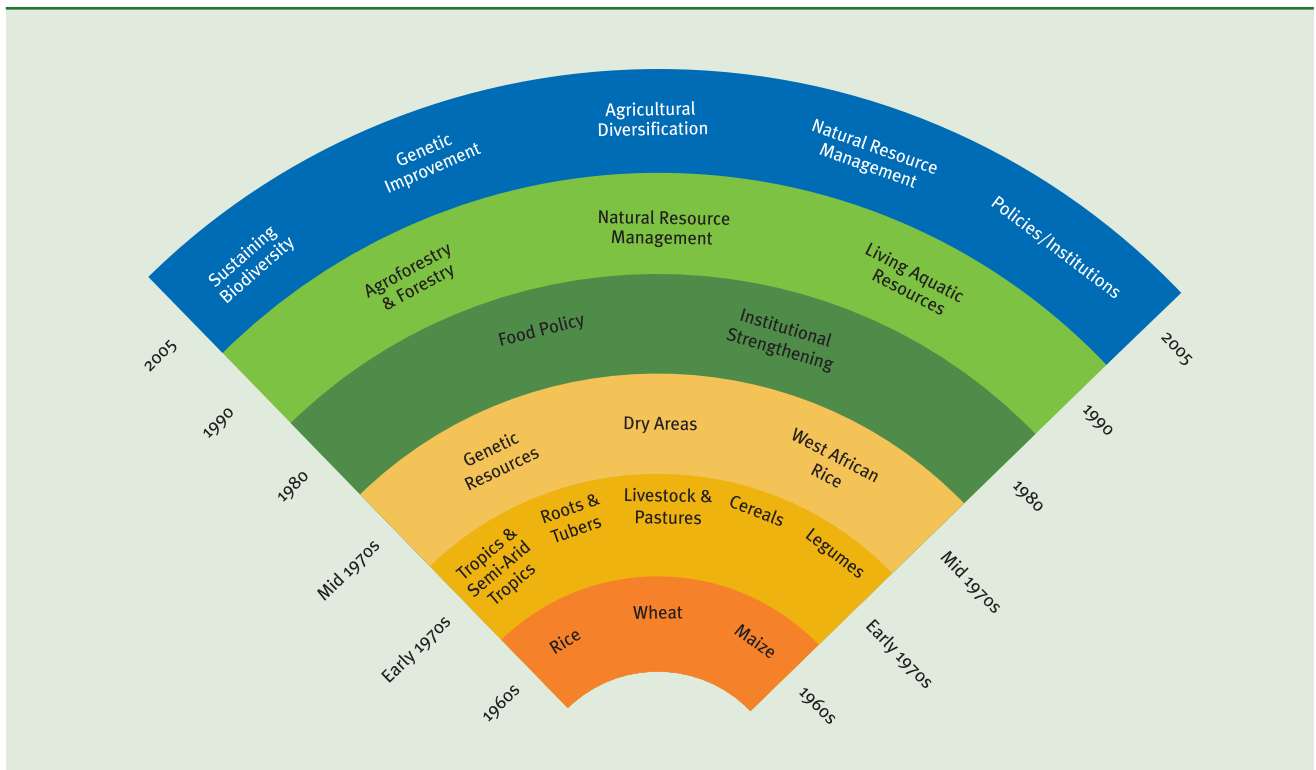 Agricultural
Diversification
Genetic
Improvement
Natural Resource
Management
Sustaining
Biodiversity
Policies/Institutions
2005
2005
Natural Resource
Management
Agroforestry
& Forestry
Living Aquatic
Resources
1990
1990
Food Policy
Institutional
Strengthening
1980
1980
Genetic
Resources
Dry Areas
West African
Rice
Mid 1970s
Mid 1970s
Tropics &
Semi-Arid
Tropics
Roots &
Tubers
Livestock &
Pastures
Cereals
Legumes
Early 1970s
Early 1970s
Rice
Wheat
Maize
1960s
1960s